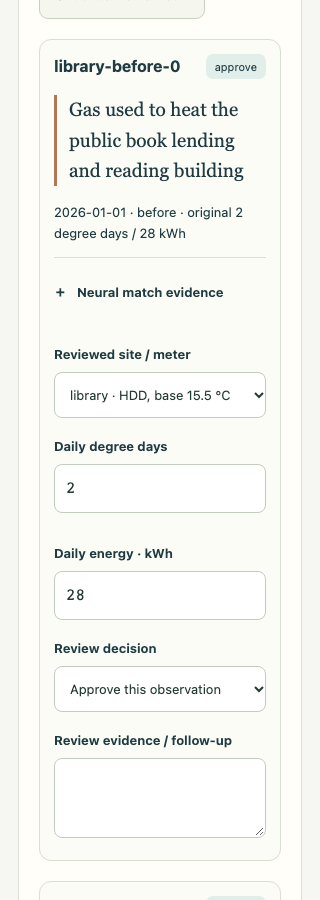 library-before-0
approve
Gas used to heat the
public book lending
and reading building
2026-01-01 · before · original 2
degree days / 28 kWh
+ Neural match evidence
Reviewed site / meter
library · HDD, base 15.5 °C
Daily degree days
2
Daily energy · kWh
28
Review decision
Approve this observation
Review evidence / follow-up